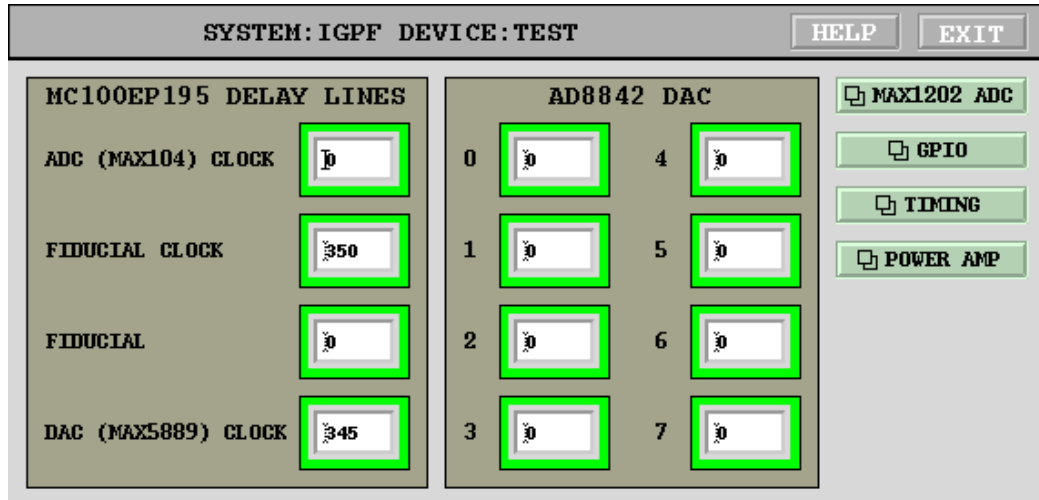 SYSTEM:IGPF DEVICE:TEST
HELP
EXIT
MC100EP195 DELAY LINES
ADC (MAX104) CLOCK
0
FIDUCIAL CLOCK
350
FIDUCIAL
0
DAC (MAX5889) CLOCK
345
AD8842 DAC
0 0 4 0
1 0 5 0
2 0 6 0
3 0 7 0
MAX1202 ADC
GPIO
TIMING
POWER AMP